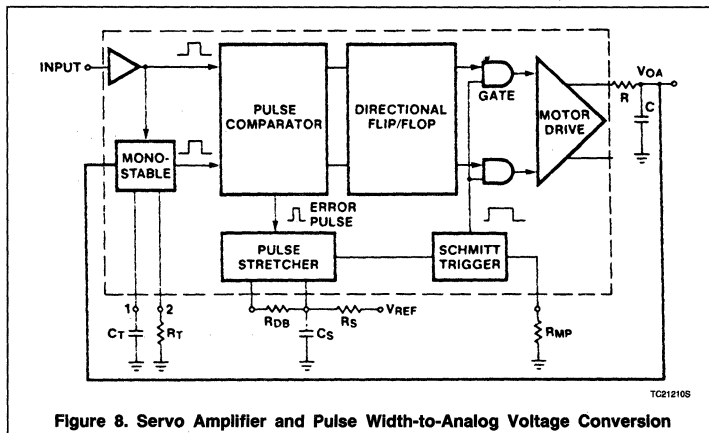 INPUT
PULSE
COMPARATOR
DIRECTIONAL
FLIP/FLOP
GATE
MOTOR
DRIVE
VOA
R
C
MONO-
STABLE
ERROR
PULSE
PULSE
STRETCHER
SCHMITT
TRIGGER
1
2
CT
RT
RDB
RS
VREF
CS
RMP
TC21210S
Figure 8. Servo Amplifier and Pulse Width-to-Analog Voltage Conversion